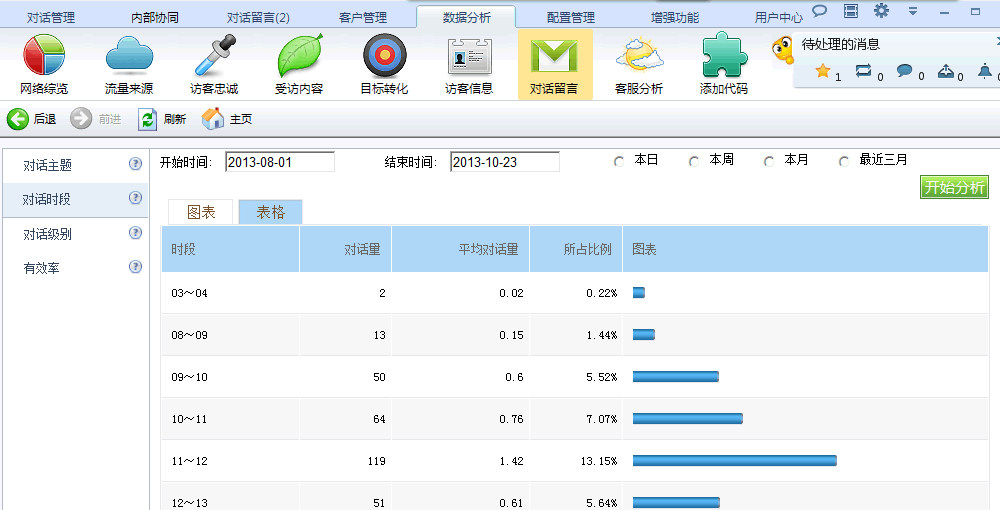 对话管理 内部协同 对话留言(2) 客户管理 数据分析 配置管理 增强功能 用户中心
待处理的消息
1 0 0 0
网络综览 流量来源 访客忠诚 受访内容 目标转化 访客信息 对话留言 客服分析 添加代码
后退 前进 刷新 主页
对话主题
对话时段
对话级别
有效率
开始时间: 2013-08-01 结束时间: 2013-10-23 本日 本周 本月 最近三月
开始分析
图表 表格
时段 对话量 平均对话量 所占比例 图表
03～04 2 0.02 0.22%
08～09 13 0.15 1.44%
09～10 50 0.6 5.52%
10～11 64 0.76 7.07%
11～12 119 1.42 13.15%
12～13 51 0.61 5.64%